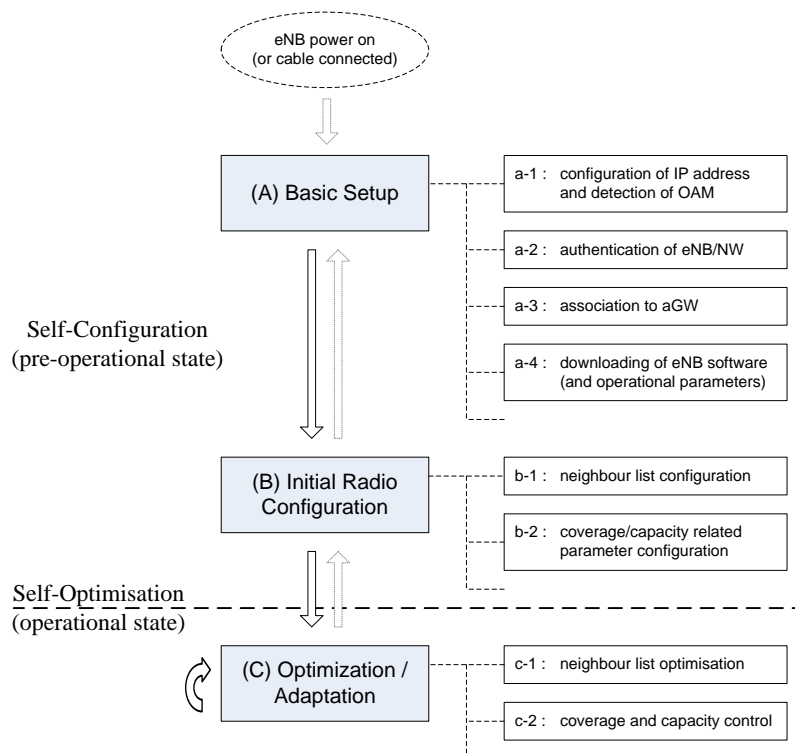 eNB power on
(or cable connected)
(A) Basic Setup
a-1 : configuration of IP address
and detection of OAM
a-2 : authentication of eNB/NW
a-3 : association to aGW
a-4 : downloading of eNB software
(and operational parameters)
Self-Configuration
(pre-operational state)
(B) Initial Radio
Configuration
b-1 : neighbour list configuration
b-2 : coverage/capacity related
parameter configuration
Self-Optimisation
(operational state)
(C) Optimization /
Adaptation
c-1 : neighbour list optimisation
c-2 : coverage and capacity control